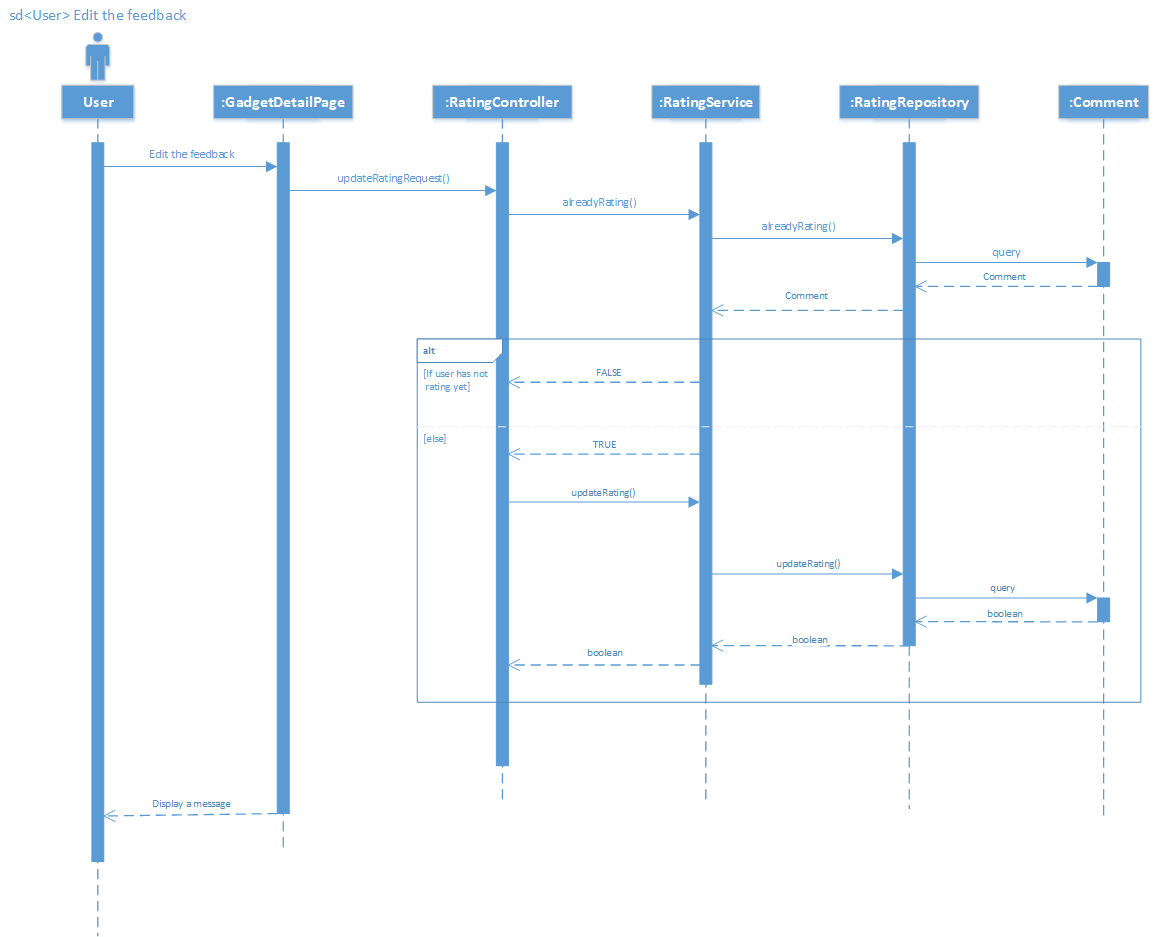 sd<User> Edit the feedback
User
:GadgetDetailPage
:RatingController
:RatingService
:RatingRepository
:Comment
Edit the feedback
updateRatingRequest()
alreadyRating()
alreadyRating()
query
Comment
Comment
alt
[If user has not
rating yet]
FALSE
[else]
TRUE
updateRating()
updateRating()
query
boolean
boolean
boolean
Display a message